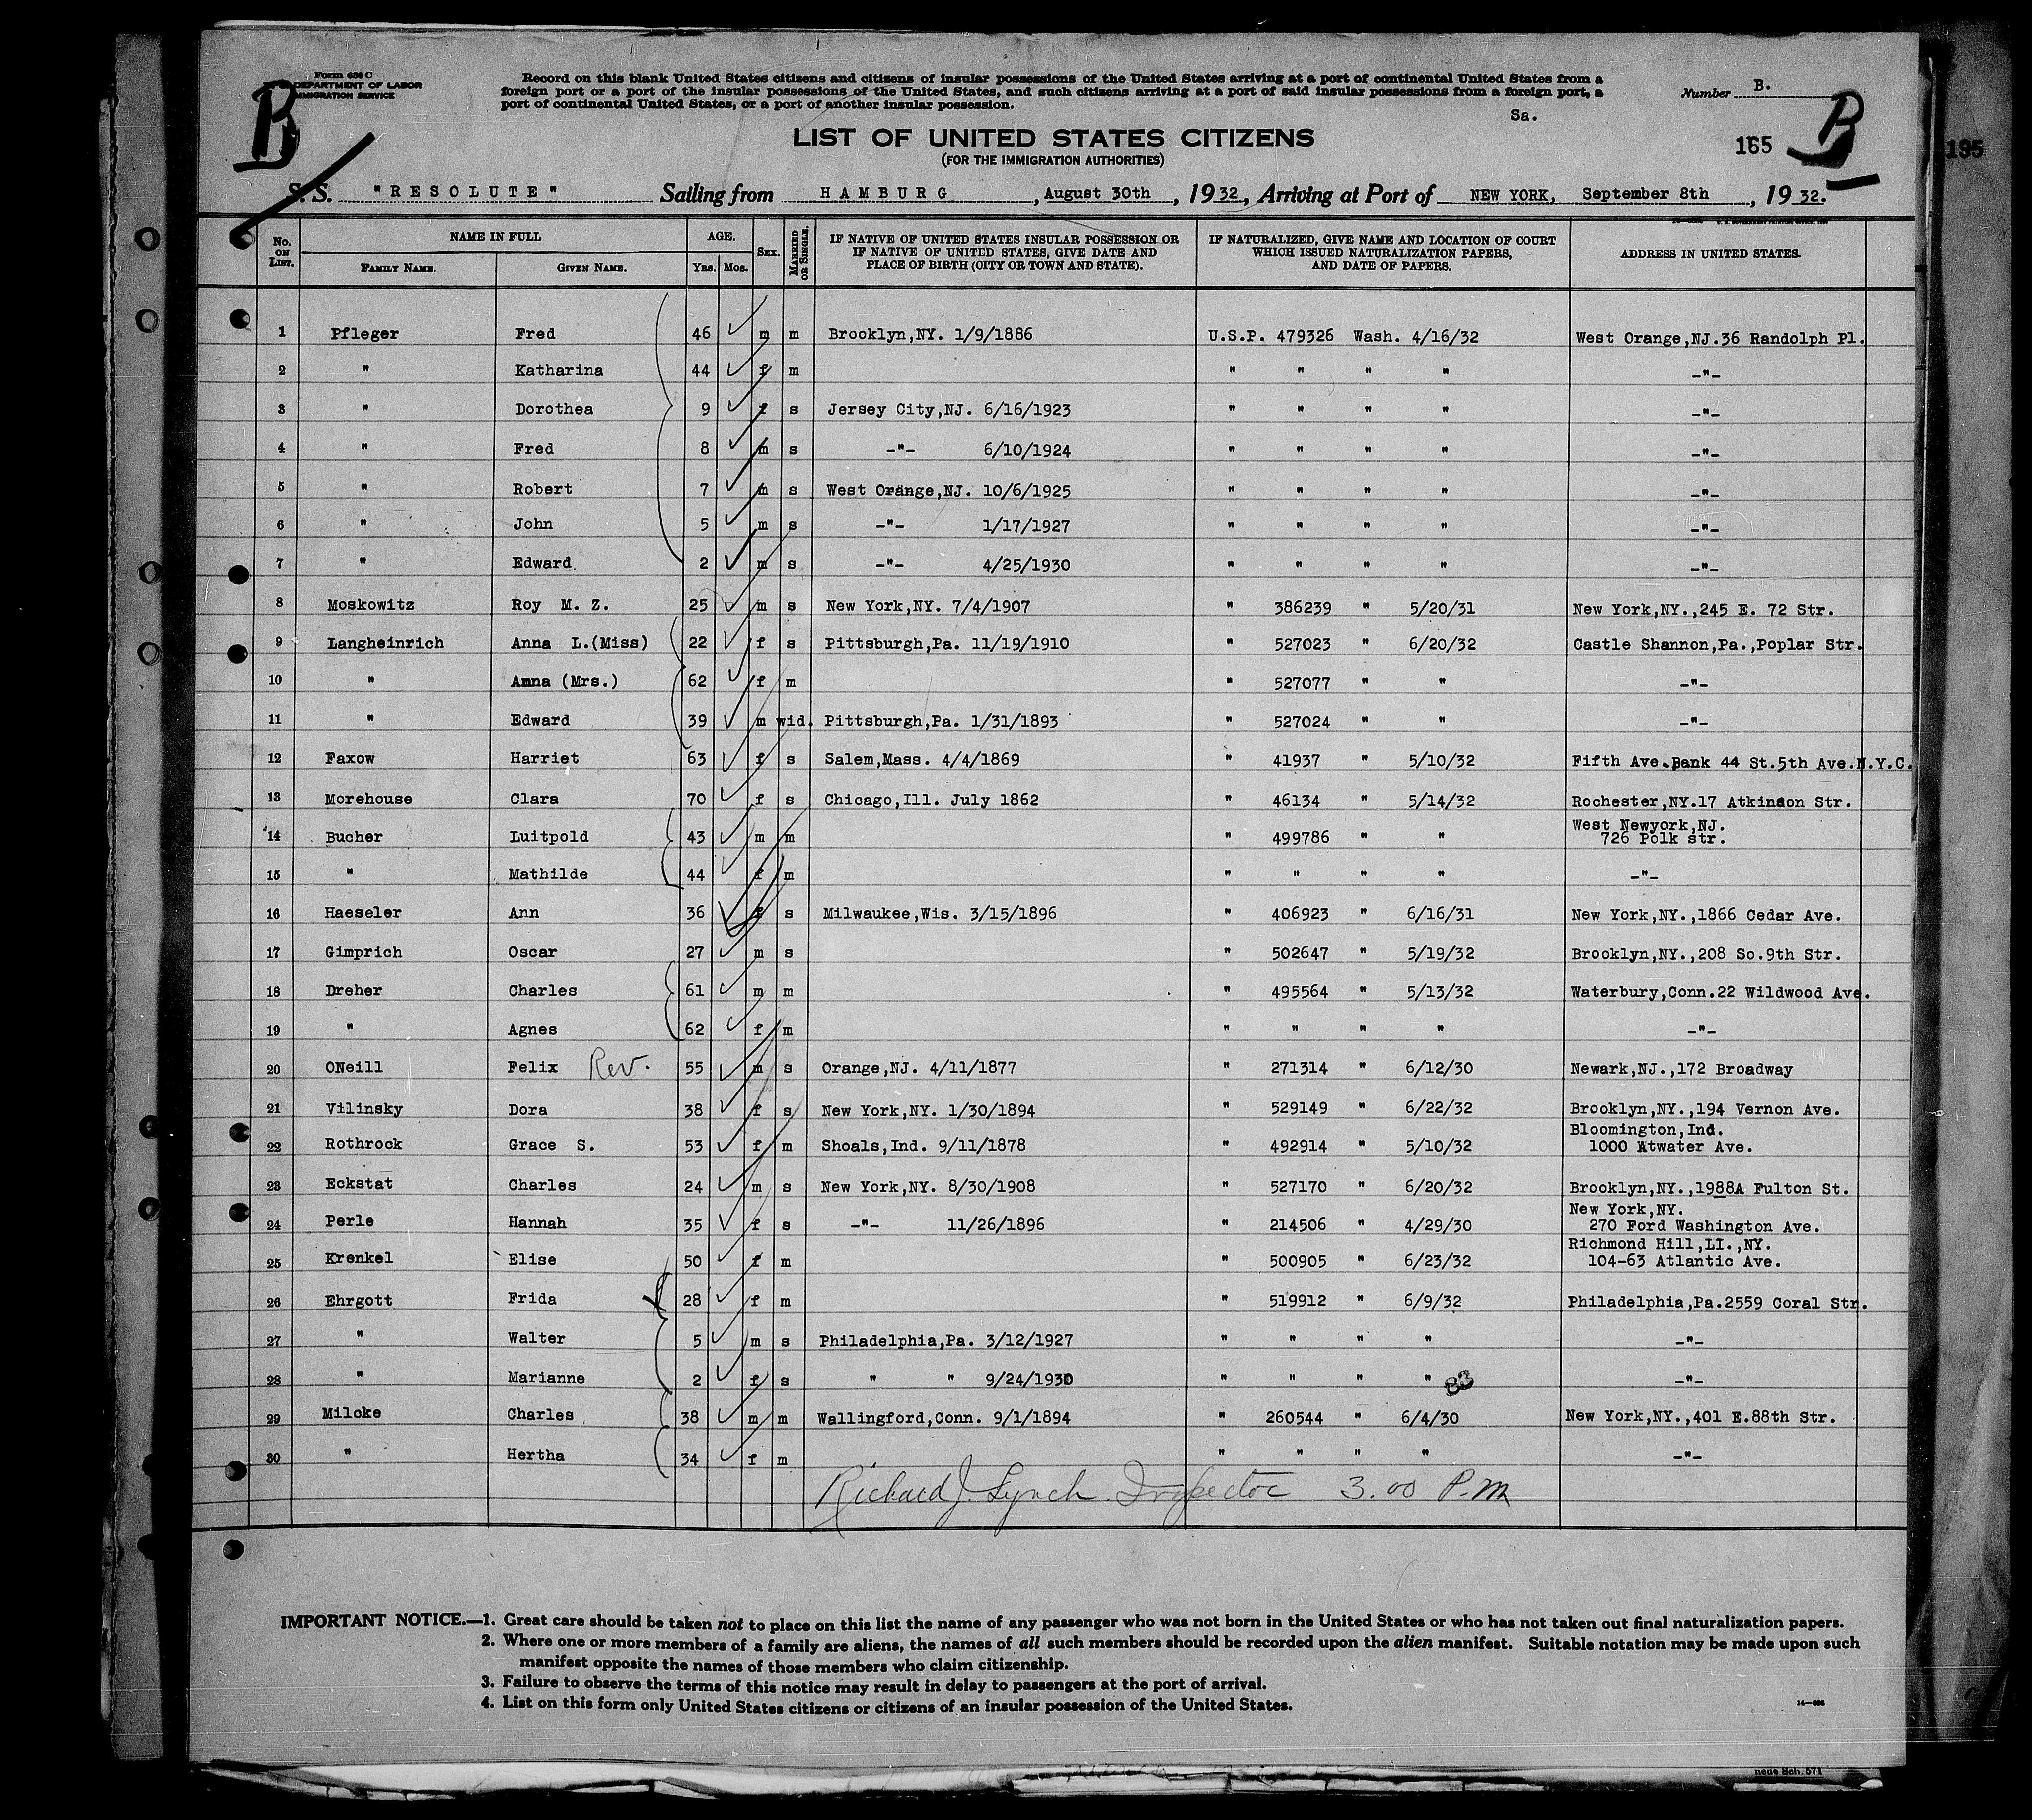 Form 630 C
DEPARTMENT OF LABOR
IMMIGRATION SERVICE
B
Record on this blank United States citizens and citizens of insular possessions of the United States arriving at a port of continental United States from a
foreign port or a port of the insular possessions of the United States, and such citizens arriving at a port of said insular possessions from a foreign port, a
port of continental United States, or a port of another insular possession.
Number B.
Sa.
B
165
195
LIST OF UNITED STATES CITIZENS
(FOR THE IMMIGRATION AUTHORITIES)
S. S. "RESOLUTE" Sailing from HAMBURG, August 30th, 1932, Arriving at Port of NEW YORK, September 8th, 1932.
No. ON LIST. NAME IN FULL FAMILY NAME. GIVEN NAME. AGE. YRS. MOS. SEX. MARRIED OR SINGLE. IF NATIVE OF UNITED STATES INSULAR POSSESSION OR IF NATIVE OF UNITED STATES, GIVE DATE AND PLACE OF BIRTH (CITY OR TOWN AND STATE). IF NATURALIZED, GIVE NAME AND LOCATION OF COURT WHICH ISSUED NATURALIZATION PAPERS, AND DATE OF PAPERS. ADDRESS IN UNITED STATES.
1 Pfleger Fred 46 m m Brooklyn,NY. 1/9/1886 U.S.P. 479326 Wash. 4/16/32 West Orange,NJ.36 Randolph Pl.
2 " Katharina 44 f m " " " " -"-
3 " Dorothea 9 f s Jersey City,NJ. 6/16/1923 " " " " -"-
4 " Fred 8 m s -"- 6/10/1924 " " " " -"-
5 " Robert 7 m s West Orange,NJ. 10/6/1925 " " " " -"-
6 " John 5 m s -"- 1/17/1927 " " " " -"-
7 " Edward 2 m s -"- 4/25/1930 " " " " -"-
8 Moskowitz Roy M. Z. 25 m s New York,NY. 7/4/1907 " 386239 " 5/20/31 New York,NY.,245 E. 72 Str.
9 Langheinrich Anna L.(Miss) 22 f s Pittsburgh,Pa. 11/19/1910 " 527023 " 6/20/32 Castle Shannon,Pa.,Poplar Str.
10 " Anna (Mrs.) 62 f m " 527077 " " -"-
11 " Edward 39 m wid. Pittsburgh,Pa. 1/31/1893 " 527024 " " -"-
12 Faxow Harriet 63 f s Salem,Mass. 4/4/1869 " 41937 " 5/10/32 Fifth Ave.Bank 44 St.5th Ave.N.Y.C.
13 Morehouse Clara 70 f s Chicago,Ill. July 1862 " 46134 " 5/14/32 Rochester,NY.17 Atkinson Str.
14 Bucher Luitpold 43 m m " 499786 " " West Newyork,NJ.
726 Polk str.
15 " Mathilde 44 f m " " " " -"-
16 Haeseler Ann 36 f s Milwaukee,Wis. 3/15/1896 " 406923 " 6/16/31 New York,NY.,1866 Cedar Ave.
17 Gimprich Oscar 27 m s " 502647 " 5/19/32 Brooklyn,NY.,208 So.9th Str.
18 Dreher Charles 61 m m " 495564 " 5/13/32 Waterbury,Conn.22 Wildwood Ave.
19 " Agnes 62 f m " " " " -"-
20 ONeill Felix Rev. 55 m s Orange,NJ. 4/11/1877 " 271314 " 6/12/30 Newark,NJ.,172 Broadway
21 Vilinsky Dora 38 f s New York,NY. 1/30/1894 " 529149 " 6/22/32 Brooklyn,NY.,194 Vernon Ave.
22 Rothrock Grace S. 53 f m Shoals,Ind. 9/11/1878 " 492914 " 5/10/32 Bloomington,Ind.
1000 Atwater Ave.
23 Eckstat Charles 24 m s New York,NY. 8/30/1908 " 527170 " 6/20/32 Brooklyn,NY.,1988A Fulton St.
24 Perle Hannah 35 f s -"- 11/26/1896 " 214506 " 4/29/30 New York,NY.
270 Ford Washington Ave.
25 Krenkel Elise 50 f m " 500905 " 6/23/32 Richmond Hill,LI.,NY.
104-63 Atlantic Ave.
26 Ehrgott Frida 28 f m " 519912 " 6/9/32 Philadelphia,Pa.2559 Coral Str.
27 " Walter 5 m s Philadelphia,Pa. 3/12/1927 " " " " -"-
28 " Marianne 2 f s " " 9/24/1930 " " " " 83 -"-
29 Milcke Charles 38 m m Wallingford,Conn. 9/1/1894 " 260544 " 6/4/30 New York,NY.,401 E.88th Str.
30 " Hertha 34 f m " " " " -"-
Richard J. Lynch Inspector 3.00 P.M
IMPORTANT NOTICE.—1. Great care should be taken not to place on this list the name of any passenger who was not born in the United States or who has not taken out final naturalization papers.
2. Where one or more members of a family are aliens, the names of all such members should be recorded upon the alien manifest. Suitable notation may be made upon such
manifest opposite the names of those members who claim citizenship.
3. Failure to observe the terms of this notice may result in delay to passengers at the port of arrival.
4. List on this form only United States citizens or citizens of an insular possession of the United States.
neue Sch. 571